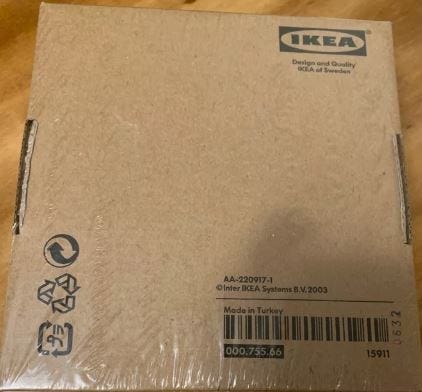 IKEA
Design and Quality
IKEA of Sweden
AA-220917-1
©Inter IKEA Systems B.V. 2003
Made in Turkey
0632
000.755.66
15911